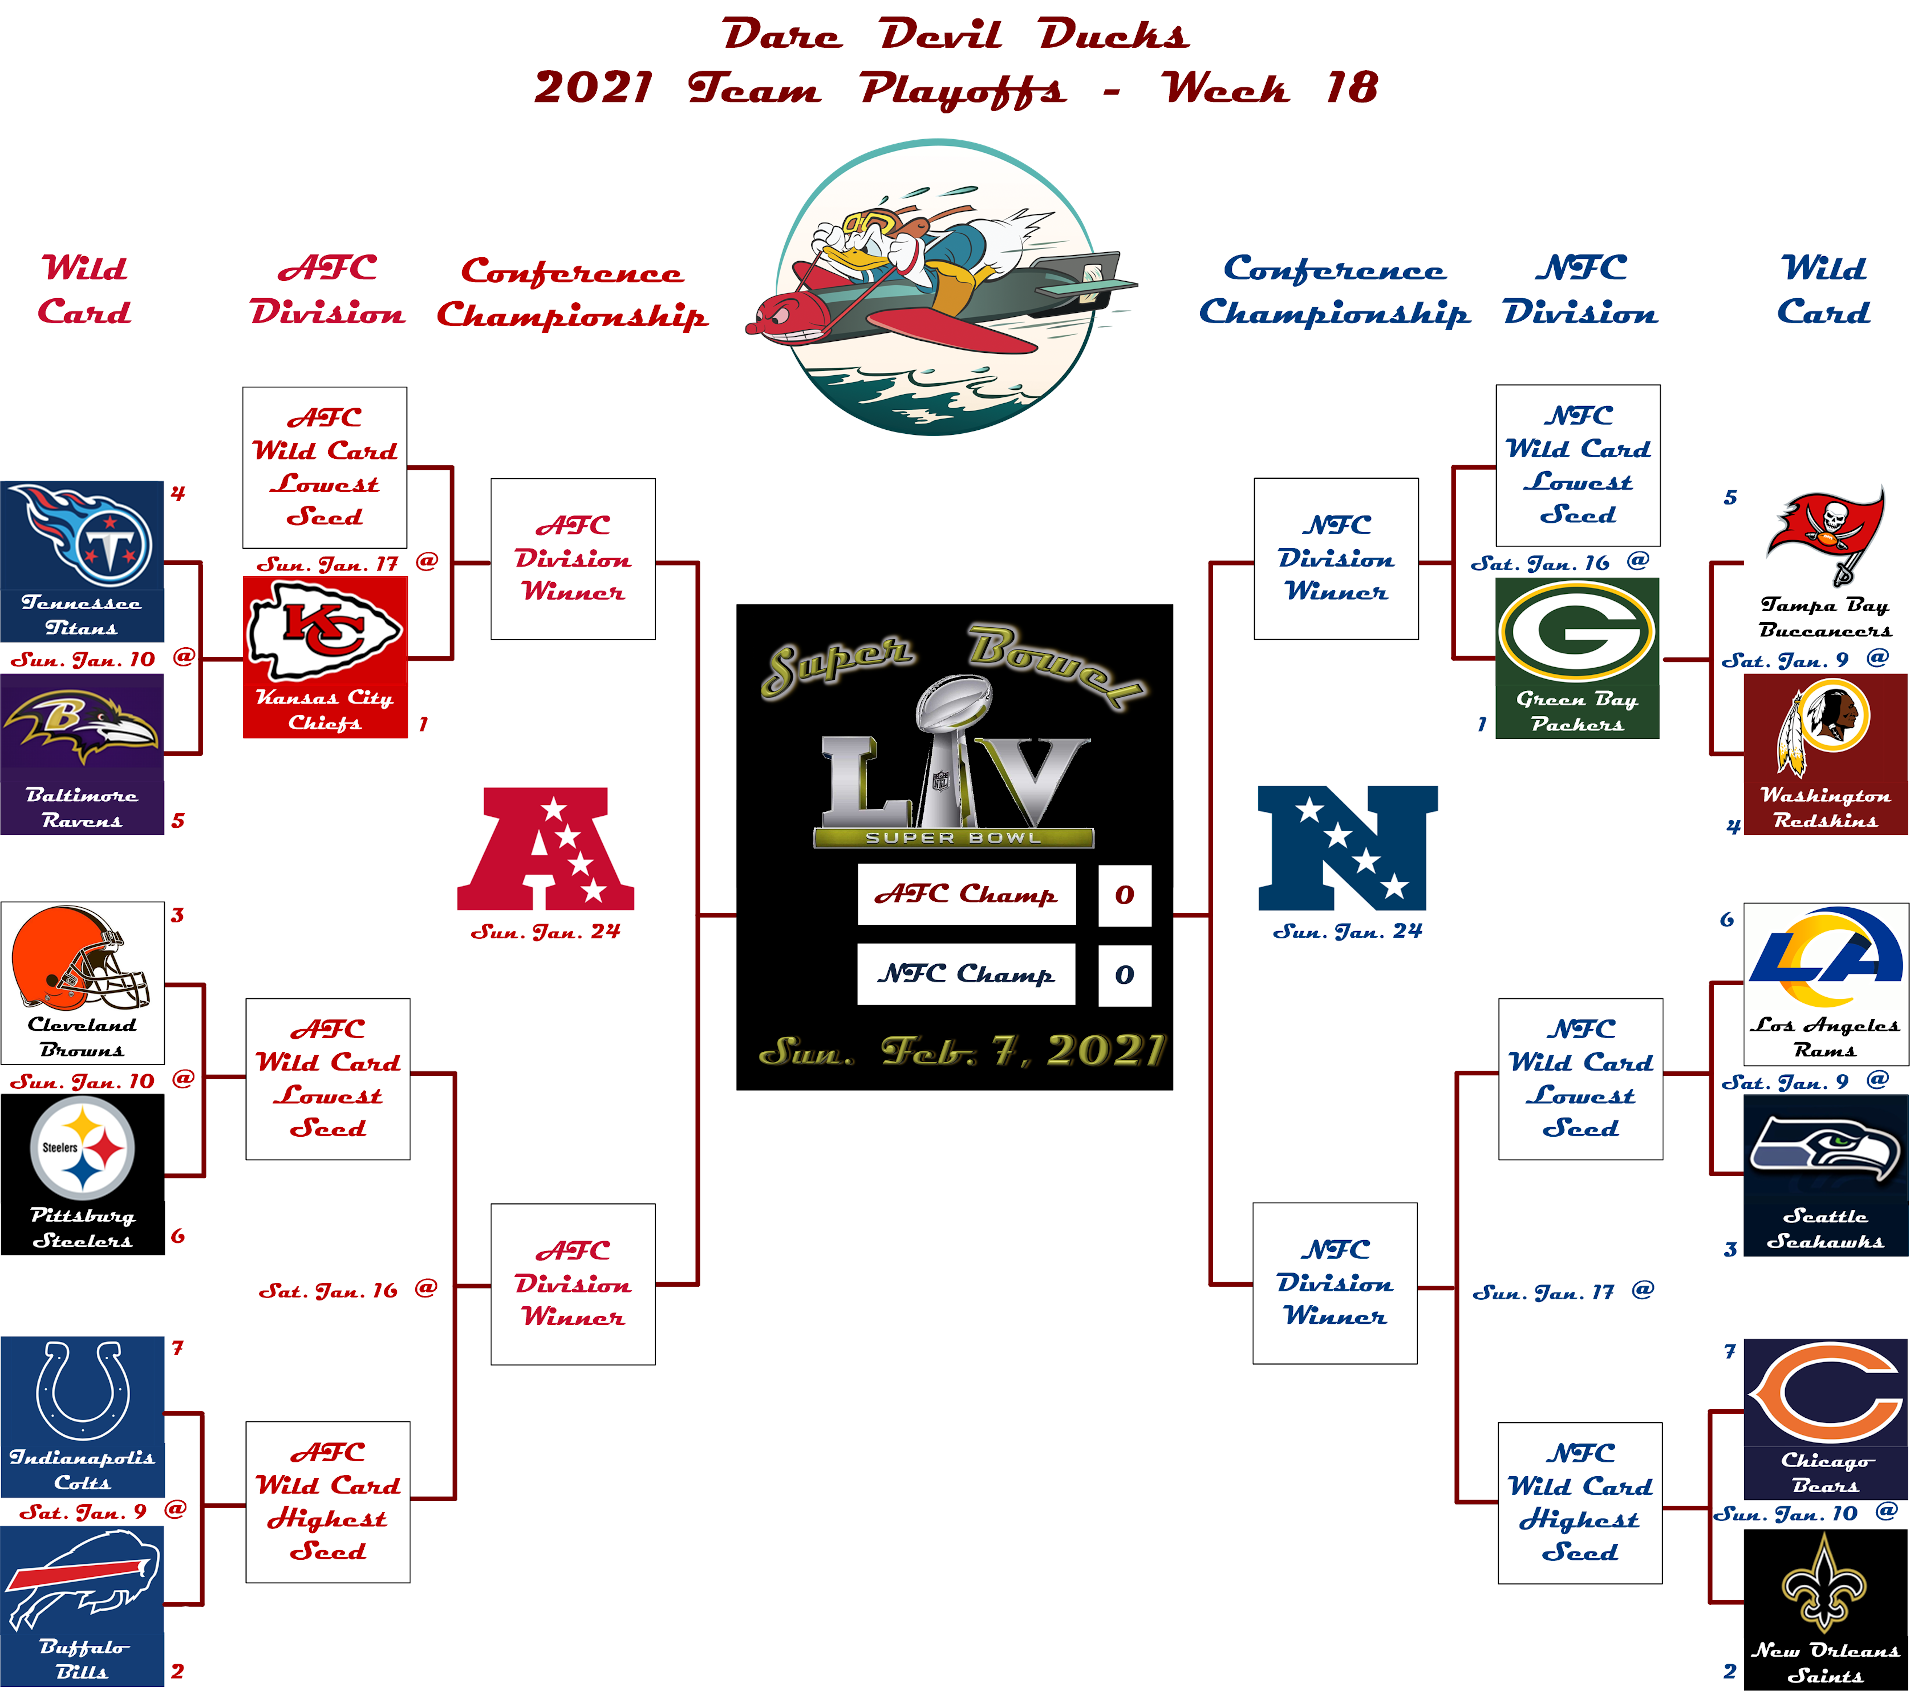 Dare Devil Ducks
2021 Team Playoffs - Week 18
Wild
Card
AFC
Division
Conference
Championship
Conference
Championship
NFC
Division
Wild
Card
4
Tennessee
Titans
Sun. Jan. 10 @
Baltimore
Ravens
5
3
Cleveland
Browns
Sun. Jan. 10 @
Steelers
Pittsburg
Steelers
6
7
Indianapolis
Colts
Sat. Jan. 9 @
Buffalo
Bills
2
AFC
Wild Card
Lowest
Seed
Sun. Jan. 17 @
KC
Kansas City
Chiefs
1
AFC
Wild Card
Lowest
Seed
Sat. Jan. 16 @
AFC
Wild Card
Highest
Seed
AFC
Division
Winner
A
Sun. Jan. 24
AFC
Division
Winner
Super Bowl
LIV
NFL
SUPER BOWL
AFC Champ 0
NFC Champ 0
Sun. Feb. 7, 2021
NFC
Division
Winner
N
Sun. Jan. 24
NFC
Division
Winner
NFC
Wild Card
Lowest
Seed
Sat. Jan. 16 @
G
Green Bay
Packers
1
NFC
Wild Card
Lowest
Seed
Sun. Jan. 17 @
NFC
Wild Card
Highest
Seed
5
Tampa Bay
Buccaneers
Sat. Jan. 9 @
Washington
Redskins
4
6
LA
Los Angeles
Rams
Sat. Jan. 9 @
Seattle
Seahawks
3
7
C
Chicago
Bears
Sun. Jan. 10 @
New Orleans
Saints
2